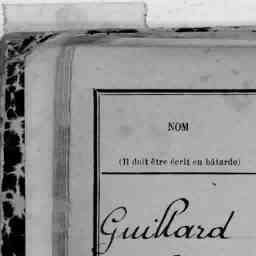 NOM
(Il doit être écrit en bâtarde)
Guillard